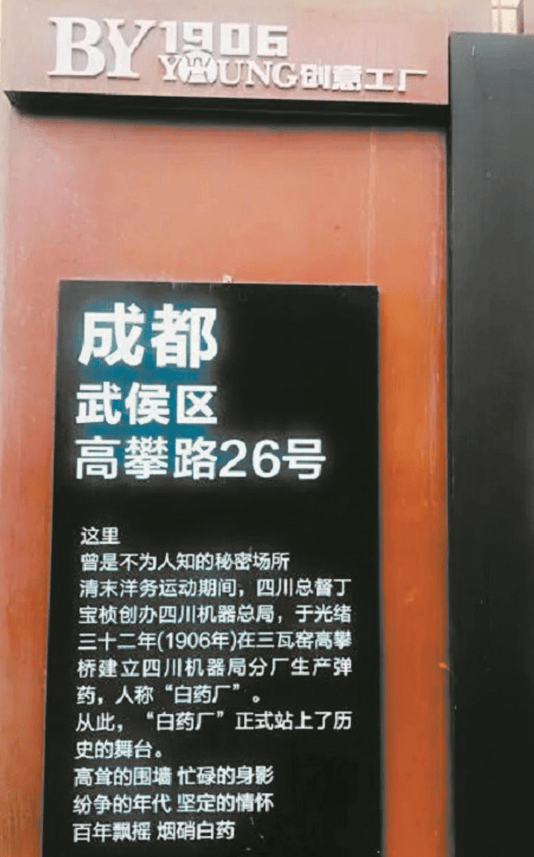 BY1906
YOUNG创意工厂
成都
武侯区
高攀路26号
这里
曾是不为人知的秘密场所
清末洋务运动期间，四川总督丁
宝桢创办四川机器总局，于光绪
三十二年(1906年)在三瓦窑高攀
桥建立四川机器局分厂生产弹
药，人称“白药厂”。
从此，“白药厂”正式站上了历
史的舞台。
高耸的围墙 忙碌的身影
纷争的年代 坚定的情怀
百年飘摇 烟硝白药